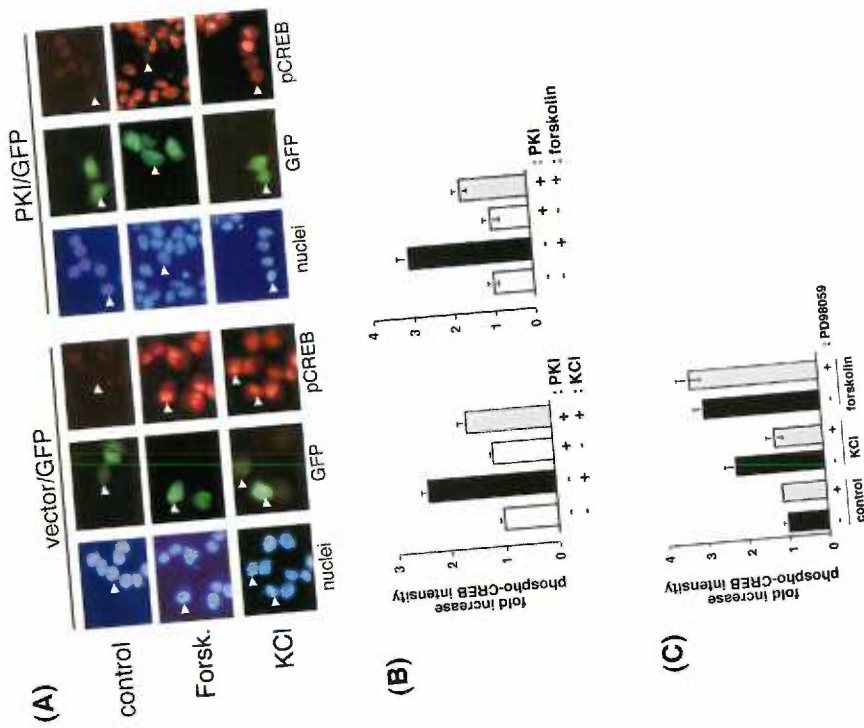 (A)
vector/GFP
PKI/GFP
control
Forsk.
KCl
nuclei
GFP
pCREB
nuclei
GFP
pCREB
(B)
fold increase
phospho-CREB intensity
3
2
1
0
- - + + : PKI
- + - + : KCl
4
3
2
1
0
- - + + : PKI
- + - + : forskolin
(C)
fold increase
phospho-CREB intensity
4
3
2
1
0
- + - + - + : PD98059
control
KCl
forskolin